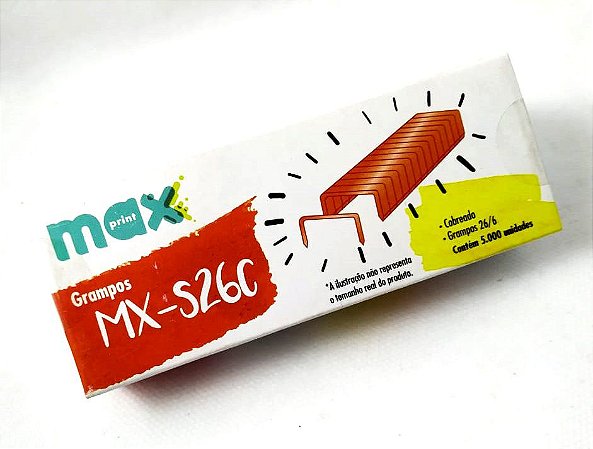 max
print
Grampos
MX-S26C
*A ilustração não representa
o tamanho real do produto.
- Cobreado
- Grampos 26/6
Contém 5.000 unidades